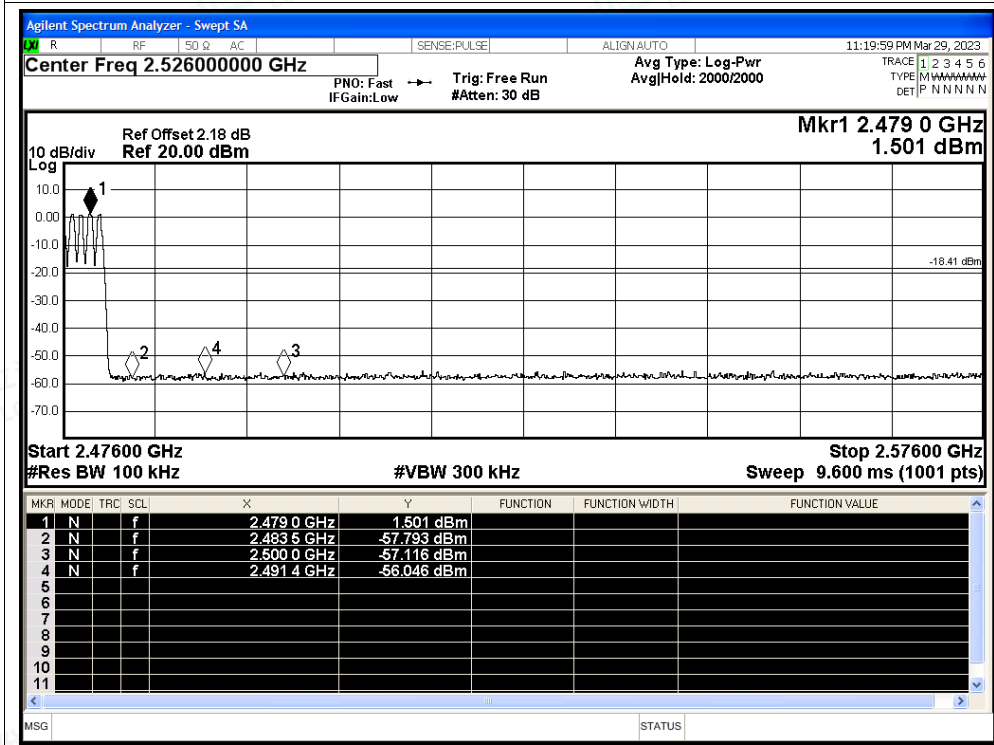 Agilent Spectrum Analyzer - Swept SA
LXI R RF 50 Ω AC SENSE:PULSE ALIGN AUTO 11:19:59 PM Mar 29, 2023
Center Freq 2.526000000 GHz
PNO: Fast
IFGain:Low
Trig: Free Run
#Atten: 30 dB
Avg Type: Log-Pwr
Avg|Hold: 2000/2000
TRACE 1 2 3 4 5 6
TYPE M WWWWW
DET P N N N N N
Mkr1 2.479 0 GHz
1.501 dBm
Ref Offset 2.18 dB
10 dB/div Ref 20.00 dBm
Log
10.0
0.00
-10.0
-20.0
-30.0
-40.0
-50.0
-60.0
-70.0
1
-18.41 dBm
2 4 3
Start 2.47600 GHz Stop 2.57600 GHz
#Res BW 100 kHz #VBW 300 kHz Sweep 9.600 ms (1001 pts)
MKR MODE TRC SCL X Y FUNCTION FUNCTION WIDTH FUNCTION VALUE
1 N f 2.479 0 GHz 1.501 dBm
2 N f 2.483 5 GHz -57.793 dBm
3 N f 2.500 0 GHz -57.116 dBm
4 N f 2.491 4 GHz -56.046 dBm
5
6
7
8
9
10
11
MSG STATUS